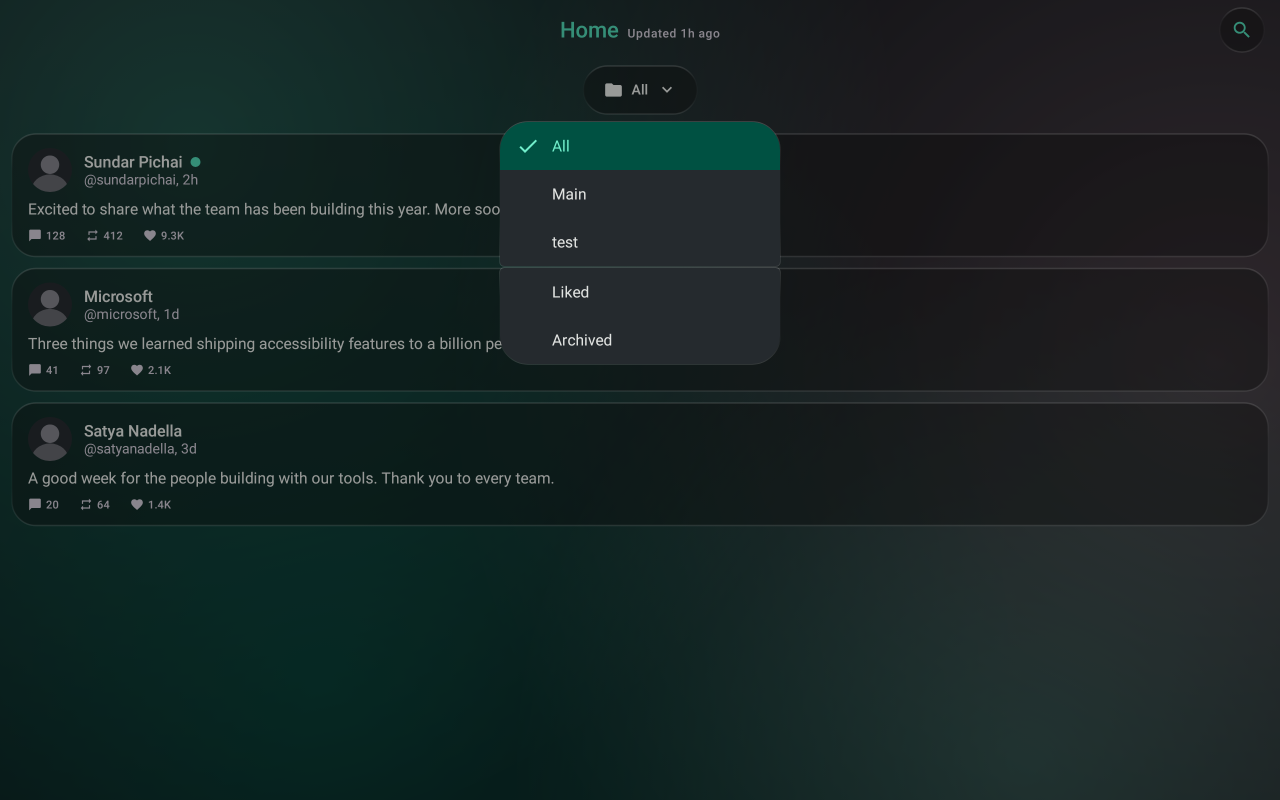 Home Updated 1h ago
All
All
Main
test
Liked
Archived
Sundar Pichai
@sundarpichai, 2h
Excited to share what the team has been building this year. More
128 412 9.3K
Microsoft
@microsoft, 1d
Three things we learned shipping accessibility features to a billion
41 97 2.1K
Satya Nadella
@satyanadella, 3d
A good week for the people building with our tools. Thank you to every team.
20 64 1.4K